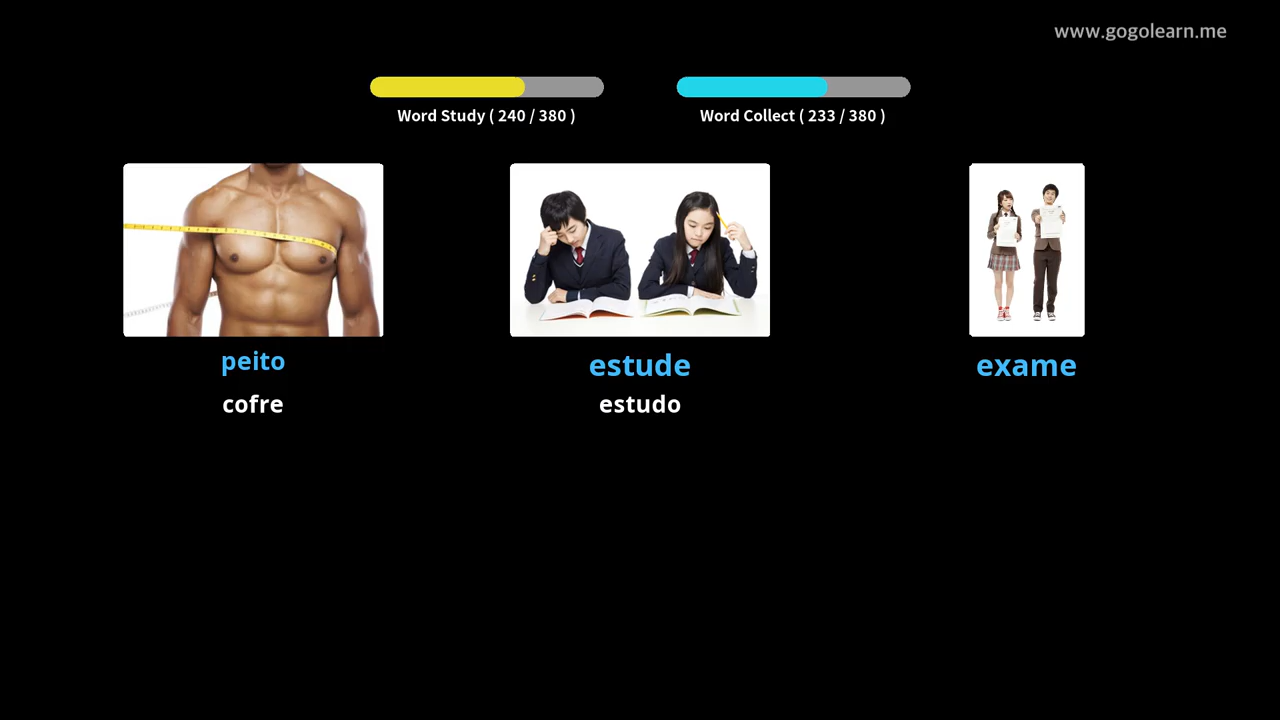 www.gogolearn.me
Word Study ( 240 / 380 )
Word Collect ( 233 / 380 )
peito
estude
exame
cofre
estudo